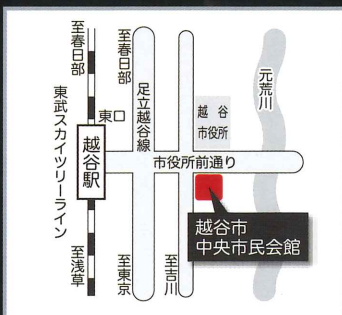 至春日部
至春日部
足立越谷線
元荒川
越谷
市役所
東口
東武スカイツリーライン
越谷駅
市役所前通り
越谷市
中央市民会館
至浅草
至東京
至吉川